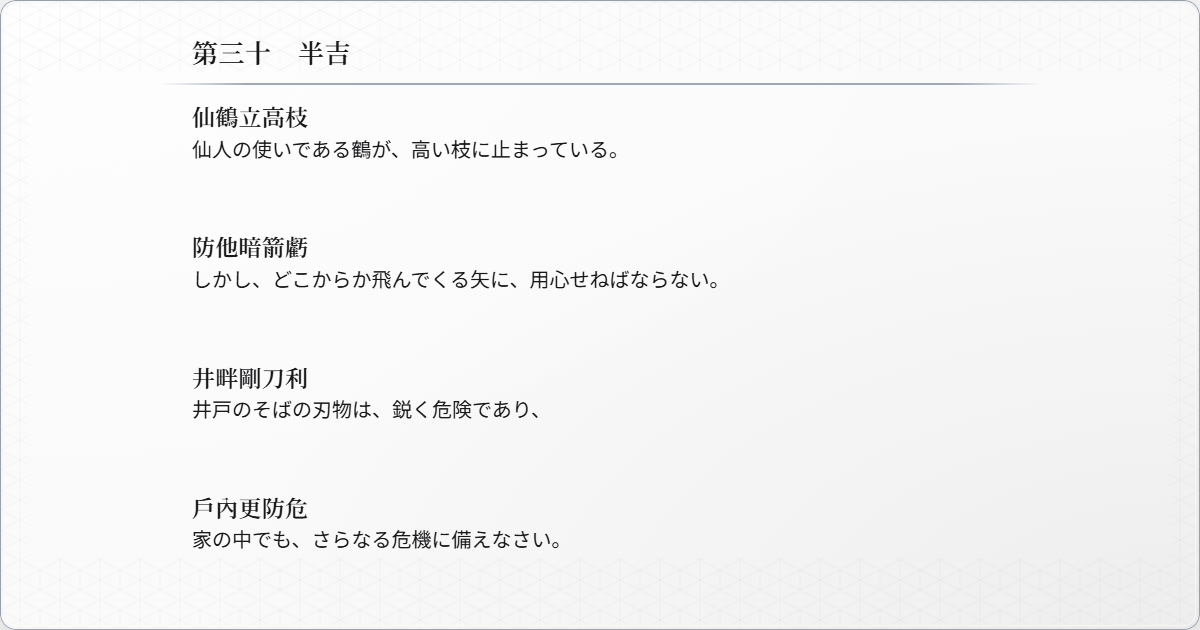 第三十　半吉
仙鶴立高枝
仙人の使いである鶴が、高い枝に止まっている。
防他暗箭虧
しかし、どこからか飛んでくる矢に、用心せねばならない。
井畔剛刀利
井戸のそばの刃物は、鋭く危険であり、
戶內更防危
家の中でも、さらなる危機に備えなさい。